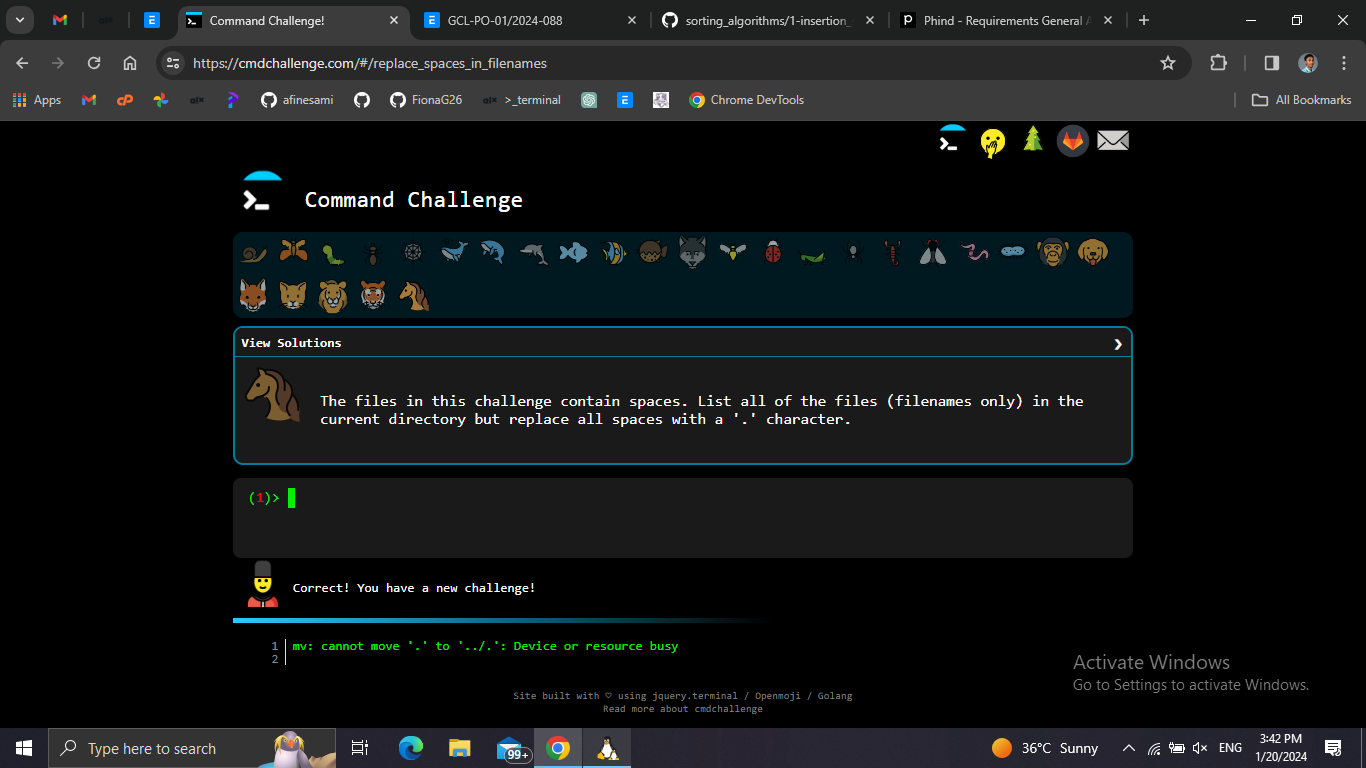 Command Challenge!
GCL-PO-01/2024-088
sorting_algorithms/1-insertion_
Phind - Requirements General A
https://cmdchallenge.com/#/replace_spaces_in_filenames
Apps
afinesami
FionaG26
>_terminal
Chrome DevTools
All Bookmarks
Command Challenge
View Solutions
The files in this challenge contain spaces. List all of the files (filenames only) in the
current directory but replace all spaces with a '.' character.
(1)>
Correct! You have a new challenge!
1 mv: cannot move '.' to '../.': Device or resource busy
2
Activate Windows
Go to Settings to activate Windows.
Site built with ♡ using jquery.terminal / Openmoji / Golang
Read more about cmdchallenge
Type here to search
99+
36°C Sunny
ENG
3:42 PM
1/20/2024